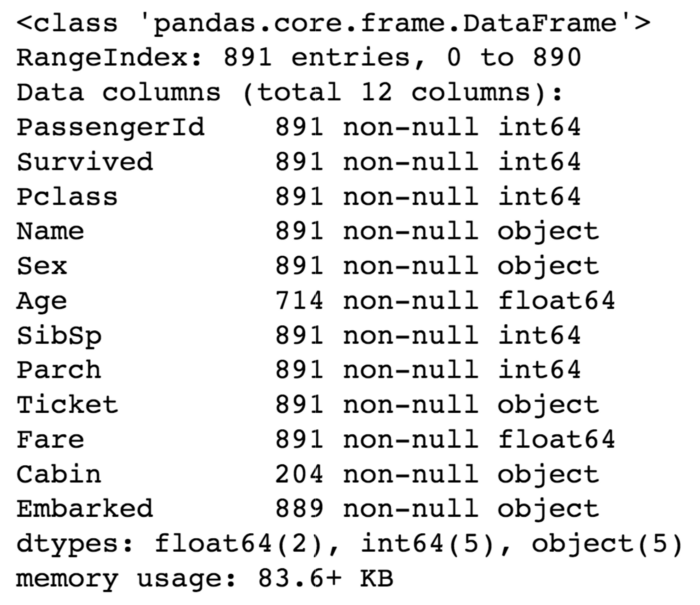 <class 'pandas.core.frame.DataFrame'>
RangeIndex: 891 entries, 0 to 890
Data columns (total 12 columns):
PassengerId    891 non-null int64
Survived       891 non-null int64
Pclass         891 non-null int64
Name           891 non-null object
Sex            891 non-null object
Age            714 non-null float64
SibSp          891 non-null int64
Parch          891 non-null int64
Ticket         891 non-null object
Fare           891 non-null float64
Cabin          204 non-null object
Embarked       889 non-null object
dtypes: float64(2), int64(5), object(5)
memory usage: 83.6+ KB